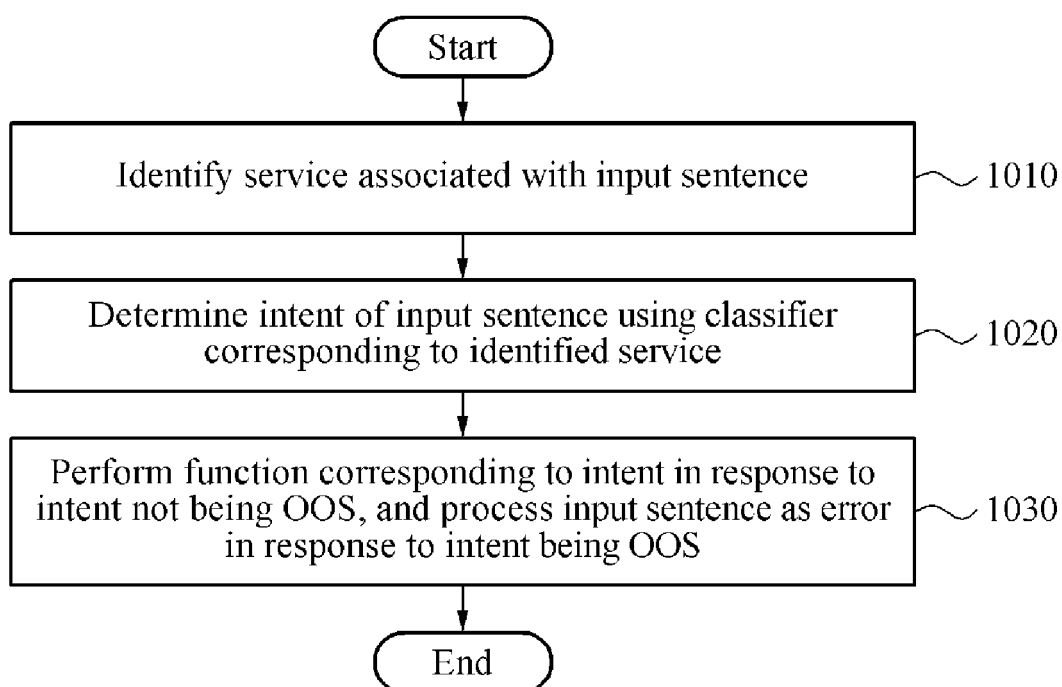 Start
Identify service associated with input sentence
1010
Determine intent of input sentence using classifier
corresponding to identified service
1020
Perform function corresponding to intent in response to
intent not being OOS, and process input sentence as error
in response to intent being OOS
1030
End